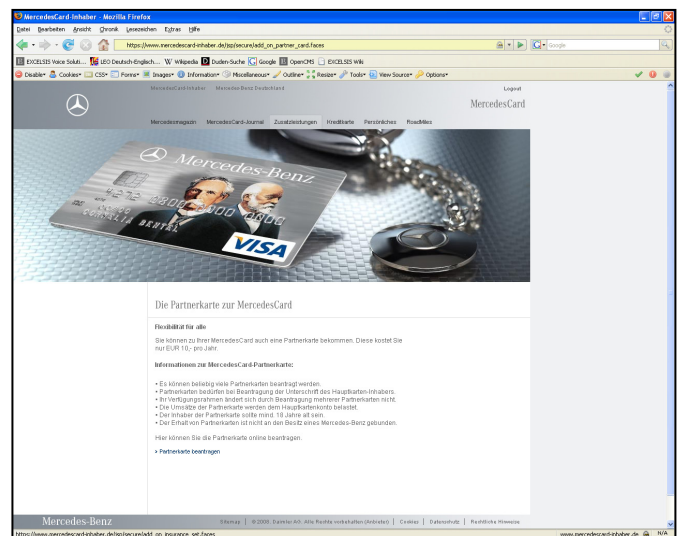 MercedesCard-Inhaber - Mozilla Firefox
Datei Bearbeiten Ansicht Chronik Lesezeichen Extras Hilfe
https://www.mercedescard-inhaber.de/jsp/secure/add_on_partner_card.faces
Google
EXCELSIS Voice Soluti... LEO Deutsch-Englisch... Wikipedia Duden-Suche Google OpenCMS EXCELSIS Wiki
Disable Cookies CSS Forms Images Information Miscellaneous Outline Resize Tools View Source Options
MercedesCard-Inhaber Mercedes-Benz Deutschland Logout
MercedesCard
Mercedesmagazin MercedesCard-Journal Zusatzleistungen Kreditkarte Persönliches RoadMiles
Mercedes-Benz
VISA
Die Partnerkarte zur MercedesCard
Flexibilität für alle
Sie können zu Ihrer MercedesCard auch eine Partnerkarte bekommen. Diese kostet Sie
nur EUR 10,- pro Jahr.
Informationen zur MercedesCard-Partnerkarte:
• Es können beliebig viele Partnerkarten beantragt werden.
• Partnerkarten bedürfen bei Beantragung der Unterschrift des Hauptkarten-Inhabers.
• Ihr Verfügungsrahmen ändert sich durch Beantragung mehrerer Partnerkarten nicht.
• Die Umsätze der Partnerkarte werden dem Hauptkartenkonto belastet.
• Der Inhaber der Partnerkarte sollte mind. 18 Jahre alt sein.
• Der Erhalt von Partnerkarten ist nicht an den Besitz eines Mercedes-Benz gebunden.
Hier können Sie die Partnerkarte online beantragen.
› Partnerkarte beantragen
Mercedes-Benz
Sitemap | © 2009. Daimler AG. Alle Rechte vorbehalten (Anbieter) | Cookies | Datenschutz | Rechtliche Hinweise
https://www.mercedescard-inhaber.de/jsp/secure/add_on_insurance_set.faces www.mercedescard-inhaber.de N/A